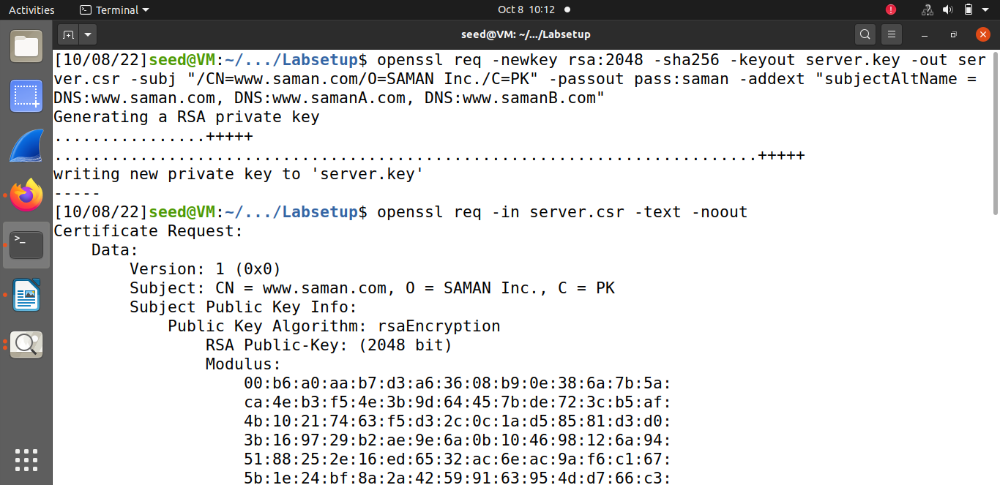 Activities Terminal Oct 8 10:12
seed@VM: ~/.../Labsetup
[10/08/22]seed@VM:~/.../Labsetup$ openssl req -newkey rsa:2048 -sha256 -keyout server.key -out ser
ver.csr -subj "/CN=www.saman.com/O=SAMAN Inc./C=PK" -passout pass:saman -addext "subjectAltName =
DNS:www.saman.com, DNS:www.samanA.com, DNS:www.samanB.com"
Generating a RSA private key
................+++++
..........................................................................+++++
writing new private key to 'server.key'
-----
[10/08/22]seed@VM:~/.../Labsetup$ openssl req -in server.csr -text -noout
Certificate Request:
    Data:
        Version: 1 (0x0)
        Subject: CN = www.saman.com, O = SAMAN Inc., C = PK
        Subject Public Key Info:
            Public Key Algorithm: rsaEncryption
                RSA Public-Key: (2048 bit)
                Modulus:
                    00:b6:a0:aa:b7:d3:a6:36:08:b9:0e:38:6a:7b:5a:
                    ca:4e:b3:f5:4e:3b:9d:64:45:7b:de:72:3c:b5:af:
                    4b:10:21:74:63:f5:d3:2c:0c:1a:d5:85:81:d3:d0:
                    3b:16:97:29:b2:ae:9e:6a:0b:10:46:98:12:6a:94:
                    51:88:25:2e:16:ed:65:32:ac:6e:ac:9a:f6:c1:67:
                    5b:1e:24:bf:8a:2a:42:59:91:63:95:4d:d7:66:c3: